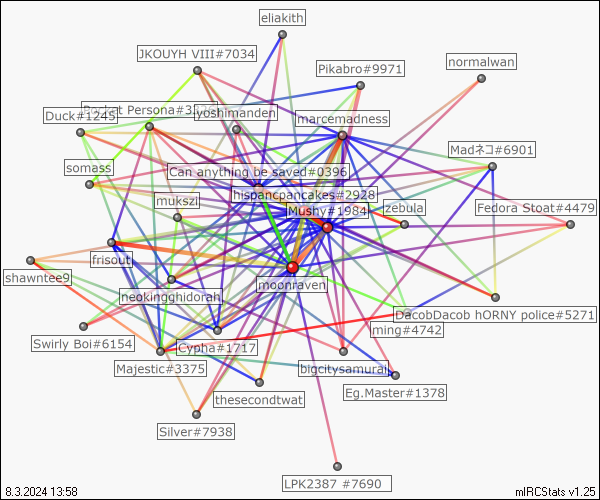 eliakith
JKOUYH VIII#7034
normalwan
Pikabro#9971
Duck#1245
Persona#3
yoshimanden
marcemadness
Madネコ#6901
somass
Can anything be saved#0396
mukszi
hispancpancakes#2928
Mushy#1984
zebula
Fedora Stoat#4479
frisout
shawntee9
moonraven
neokingghidorah
DacobDacob hORNY police#5271
ming#4742
Swirly Boi#6154
Cypha#1717
Majestic#3375
bigcitysamurai
Eg.Master#1378
thesecondtwat
Silver#7938
LPK2387 #7690
8.3.2024 13:58
mIRCStats v1.25